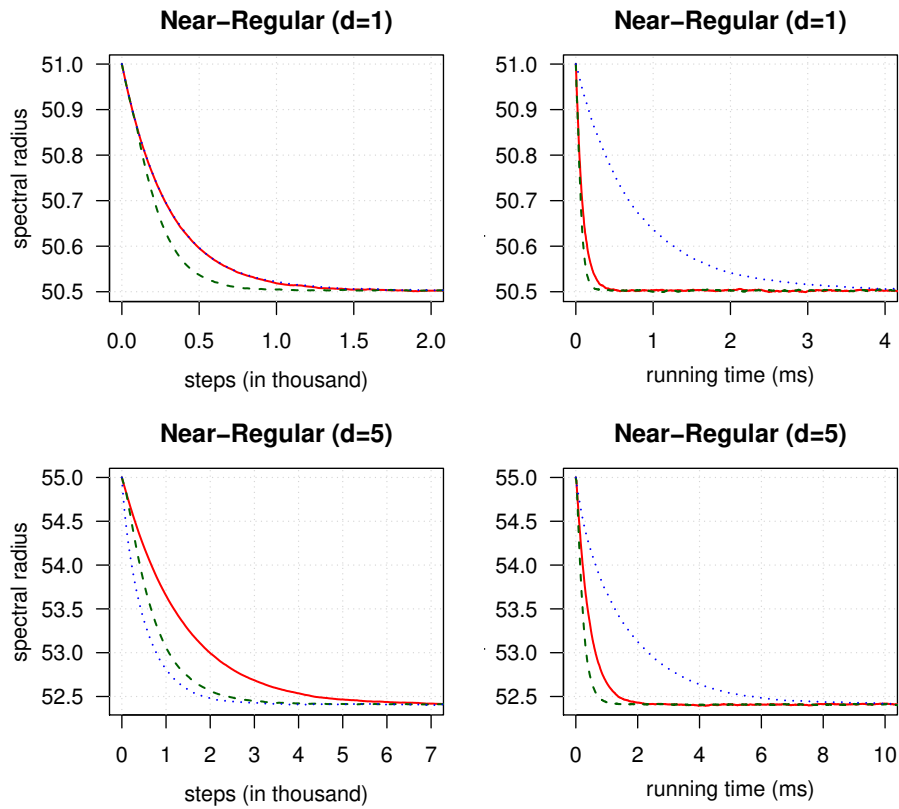 Near−Regular (d=1)
spectral radius
51.0
50.9
50.8
50.7
50.6
50.5
0.0 0.5 1.0 1.5 2.0
steps (in thousand)
Near−Regular (d=1)
51.0
50.9
50.8
50.7
50.6
50.5
0 1 2 3 4
running time (ms)
Near−Regular (d=5)
spectral radius
55.0
54.5
54.0
53.5
53.0
52.5
0 1 2 3 4 5 6 7
steps (in thousand)
Near−Regular (d=5)
55.0
54.5
54.0
53.5
53.0
52.5
0 2 4 6 8 10
running time (ms)